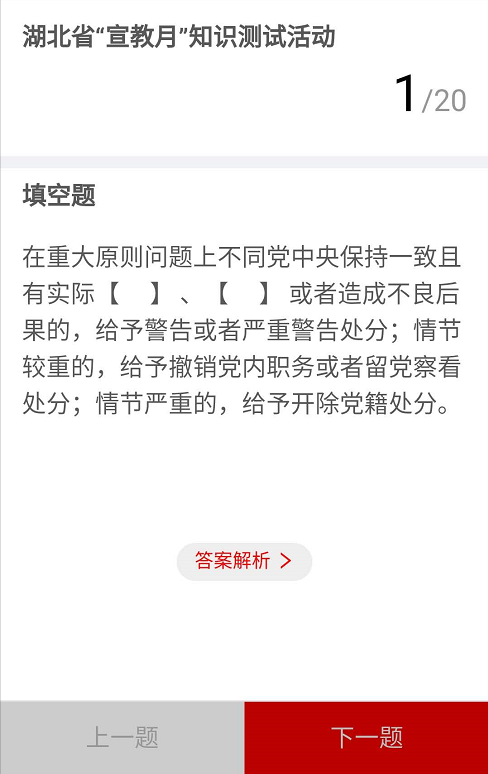 湖北省“宣教月”知识测试活动
1/20
填空题
在重大原则问题上不同党中央保持一致且
有实际【 】、【 】或者造成不良后
果的，给予警告或者严重警告处分；情节
较重的，给予撤销党内职务或者留党察看
处分；情节严重的，给予开除党籍处分。
答案解析 >
上一题
下一题